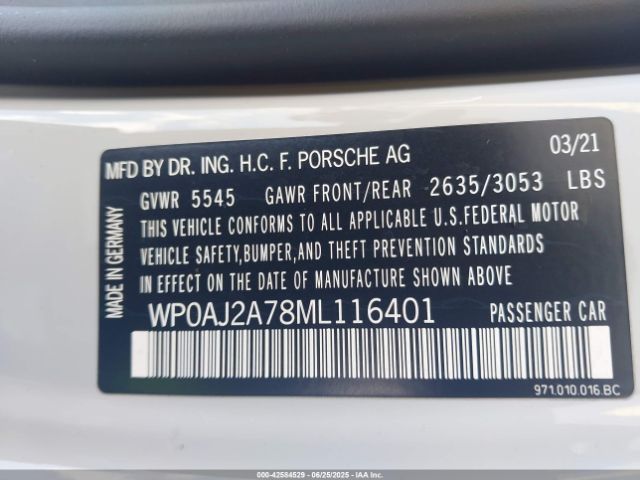 MFD BY DR. ING. H.C. F. PORSCHE AG 03/21
GVWR 5545 GAWR FRONT/REAR 2635/3053 LBS
THIS VEHICLE CONFORMS TO ALL APPLICABLE U.S.FEDERAL MOTOR
VEHICLE SAFETY,BUMPER,AND THEFT PREVENTION STANDARDS
IN EFFECT ON THE DATE OF MANUFACTURE SHOWN ABOVE
WP0AJ2A78ML116401 PASSENGER CAR
MADE IN GERMANY
971.010.016.BC
000-42584529 - 06/25/2025 - IAA Inc.